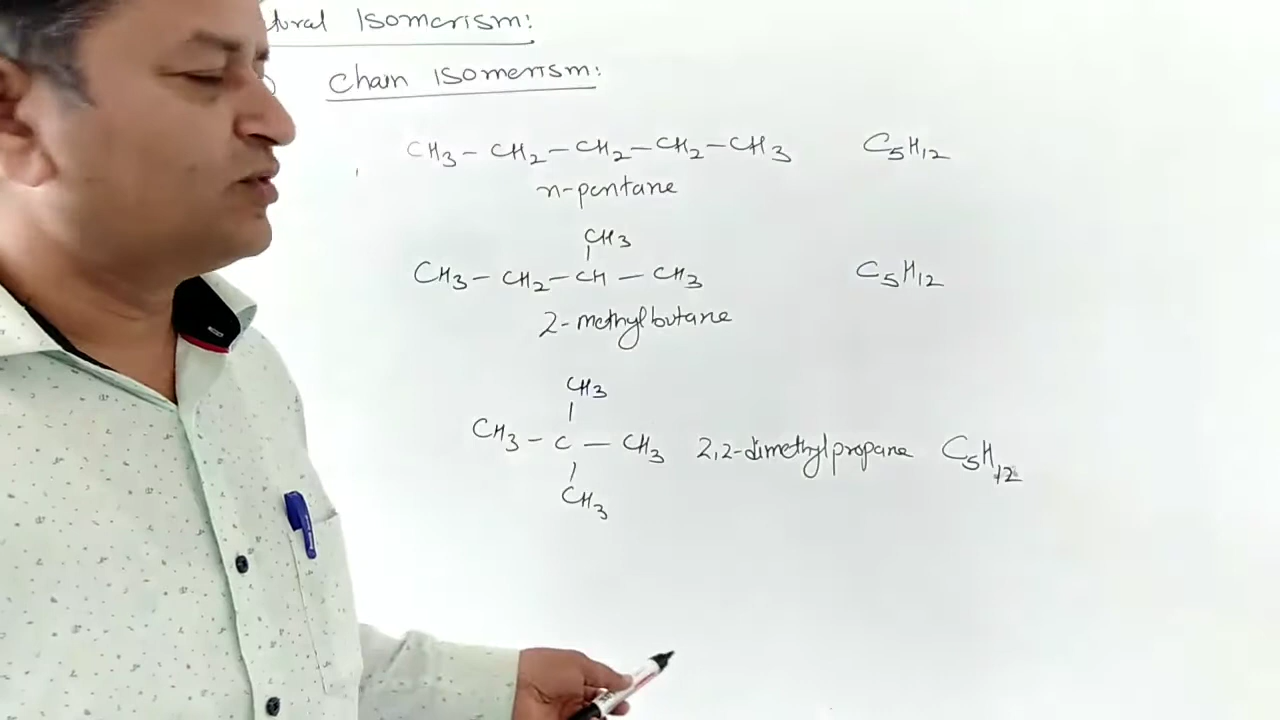 Isomerism:
Chain Isomerism:
CH3 – CH2 – CH2 – CH2 – CH3 C5H12
n-pentane
CH3
CH3 – CH2 – CH – CH3 C5H12
2-methylbutane
CH3
CH3 – C – CH3 2,2-dimethylpropane C5H12
CH3